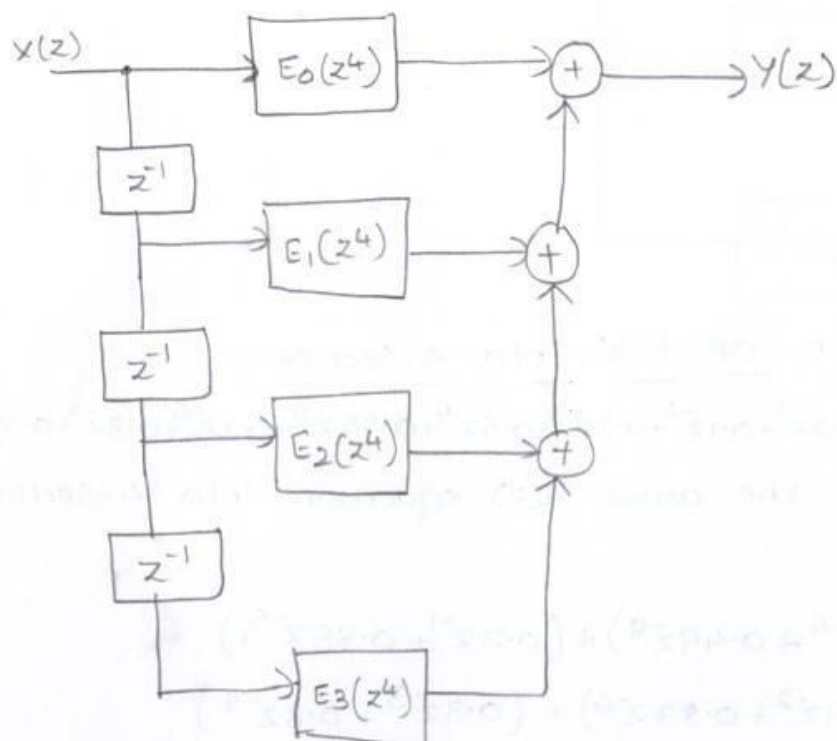 X(z)
E₀(z⁴)
+
Y(z)
z⁻¹
E₁(z⁴)
+
z⁻¹
E₂(z⁴)
+
z⁻¹
E₃(z⁴)